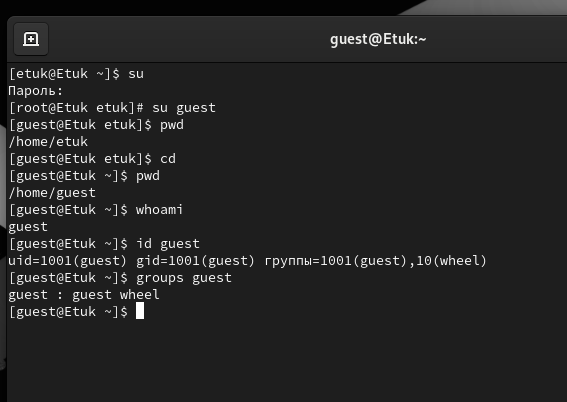 guest@Etuk:~
[etuk@Etuk ~]$ su
Пароль:
[root@Etuk etuk]# su guest
[guest@Etuk etuk]$ pwd
/home/etuk
[guest@Etuk etuk]$ cd
[guest@Etuk ~]$ pwd
/home/guest
[guest@Etuk ~]$ whoami
guest
[guest@Etuk ~]$ id guest
uid=1001(guest) gid=1001(guest) группы=1001(guest),10(wheel)
[guest@Etuk ~]$ groups guest
guest : guest wheel
[guest@Etuk ~]$